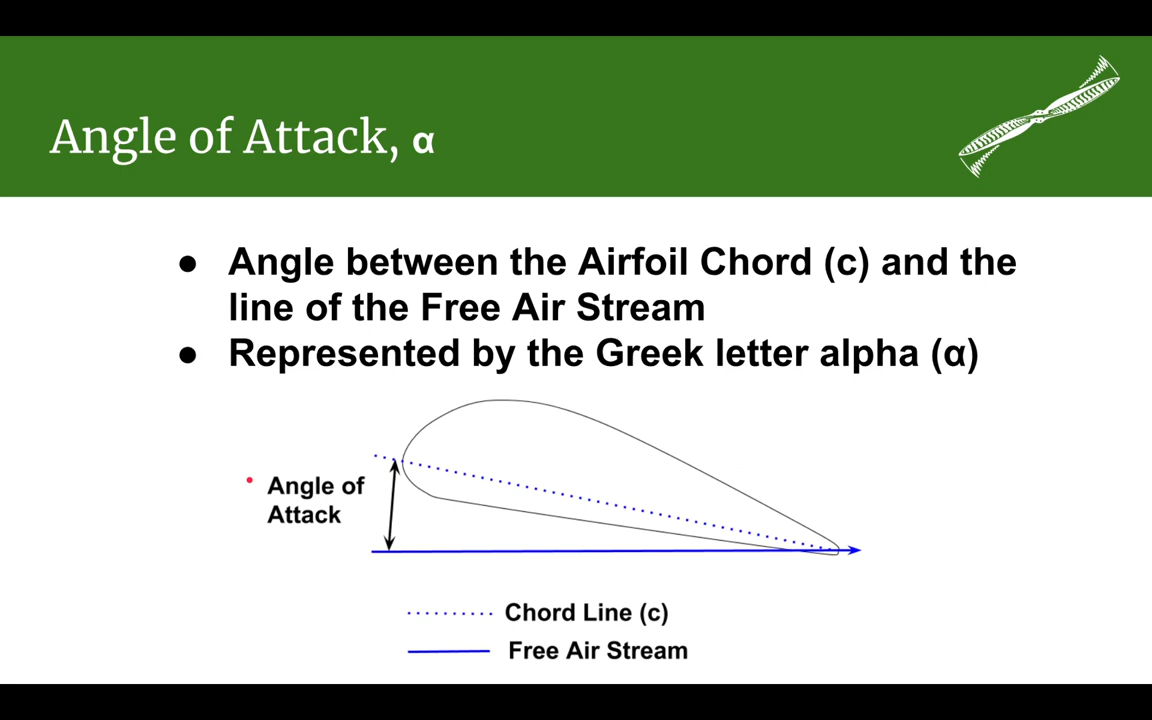 Angle of Attack, α
● Angle between the Airfoil Chord (c) and the
line of the Free Air Stream
● Represented by the Greek letter alpha (α)
Angle of
Attack
Chord Line (c)
Free Air Stream